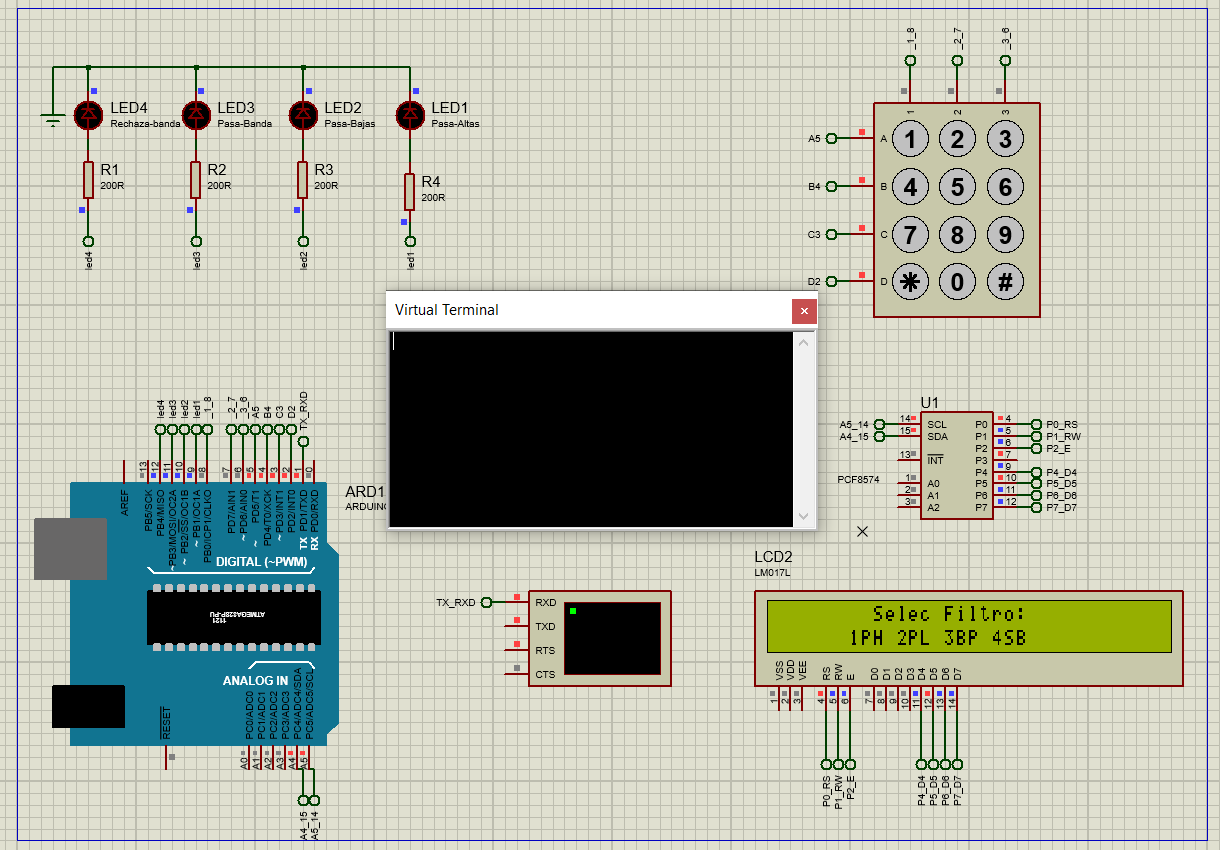 _1_8
_2_7
_3_6
LED4
Rechaza-banda
LED3
Pasa-Banda
LED2
Pasa-Bajas
LED1
Pasa-Altas
R1
200R
R2
200R
R3
200R
R4
200R
led4
led3
led2
led1
1
2
3
A5
A
1 2 3
B4
B
4 5 6
C3
C
7 8 9
D2
D
* 0 #
Virtual Terminal
×
led4
led3
led2
led1
_1_8
_2_7
_3_6
A5
B4
C3
D2
TX_RXD
13
12
11
10
9
8
7
6
5
4
3
2
1
0
AREF
PB5/SCK
PB4/MISO
~PB3/MOSI/OC2A
~PB2/SS/OC1B
~PB1/OC1A
PB0/ICP1/CLKO
PD7/AIN1
~PD6/AIN0
~PD5/T1
PD4/T0/XCK
~PD3/INT1
PD2/INT0
PD1/TXD
PD0/RXD
TX
RX
ARD1
DIGITAL (~PWM)
ATMEGA328P-PU
1121
ANALOG IN
RESET
PC0/ADC0
PC1/ADC1
PC2/ADC2
PC3/ADC3
PC4/ADC4/SDA
PC5/ADC5/SCL
A0
A1
A2
A3
A4
A5
A4_15
A5_14
TX_RXD
RXD
TXD
RTS
CTS
U1
A5_14
14
SCL
P0
4
P0_RS
A4_15
15
SDA
P1
5
P1_RW
P2
6
P2_E
13
INT
P3
7
P4
9
P4_D4
PCF8574
1
A0
P5
10
P5_D5
2
A1
P6
11
P6_D6
3
A2
P7
12
P7_D7
LCD2
LM017L
Selec Filtro:
1PH 2PL 3BP 4SB
VSS
VDD
VEE
RS
RW
E
D0
D1
D2
D3
D4
D5
D6
D7
1
2
3
4
5
6
7
8
9
10
11
12
13
14
P0_RS
P1_RW
P2_E
P4_D4
P5_D5
P6_D6
P7_D7